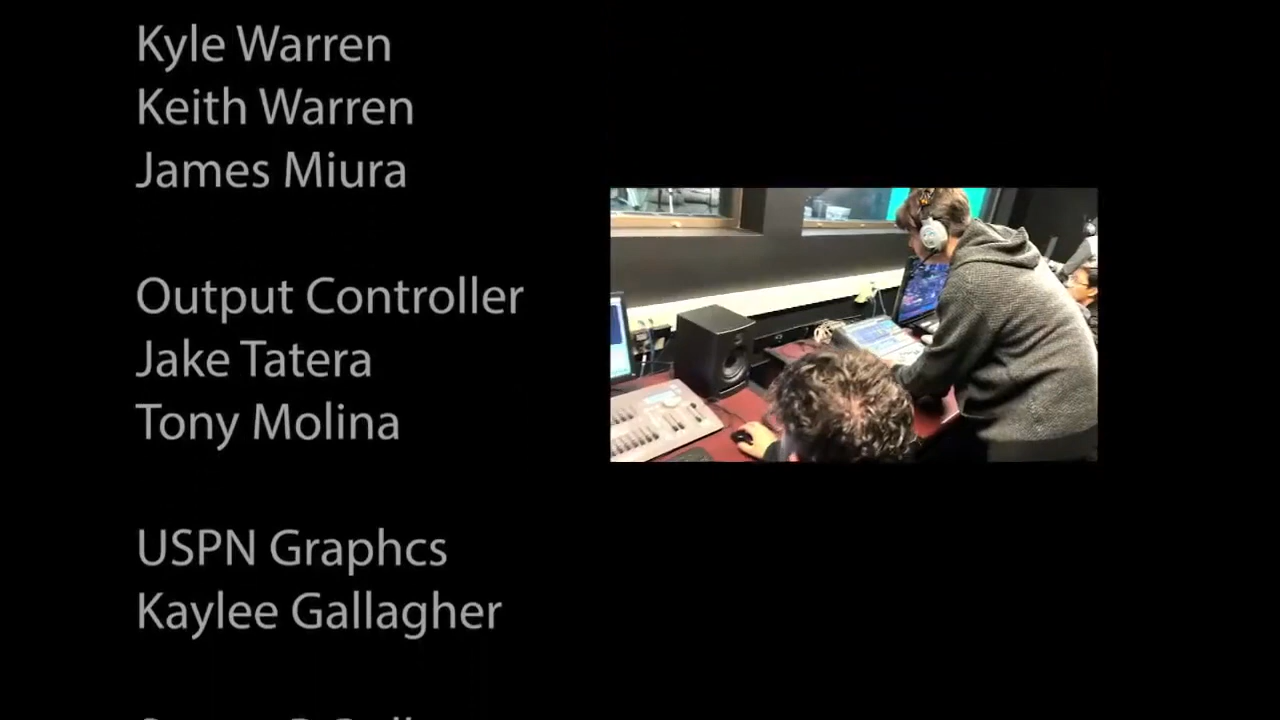 Kyle Warren
Keith Warren
James Miura
Output Controller
Jake Tatera
Tony Molina
USPN Graphcs
Kaylee Gallagher